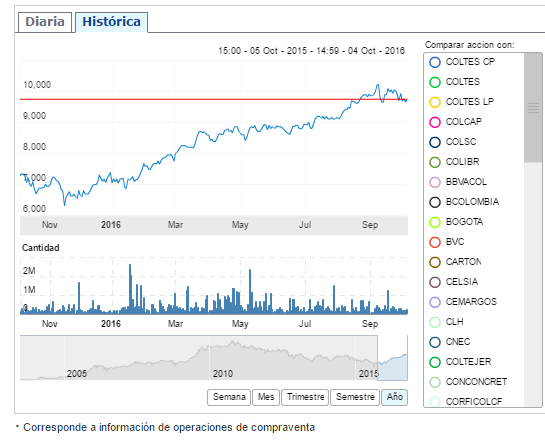 Diaria Histórica
15:00 - 05 Oct - 2015 - 14:59 - 04 Oct - 2016
Comparar accion con:
10,000
9,000
8,000
7,000
6,000
Nov 2016 Mar May Jul Sep
Cantidad
2M
1M
0
Nov 2016 Mar May Jul Sep
2005 2010 2015
Semana Mes Trimestre Semestre Año
COLTES CP
COLTES
COLTES LP
COLCAP
COLSC
COLIBR
BBVACOL
BCOLOMBIA
BOGOTA
BVC
CARTON
CELSIA
CEMARGOS
CLH
CNEC
COLTEJER
CONCONCRET
CORFICOLCF
* Corresponde a información de operaciones de compraventa